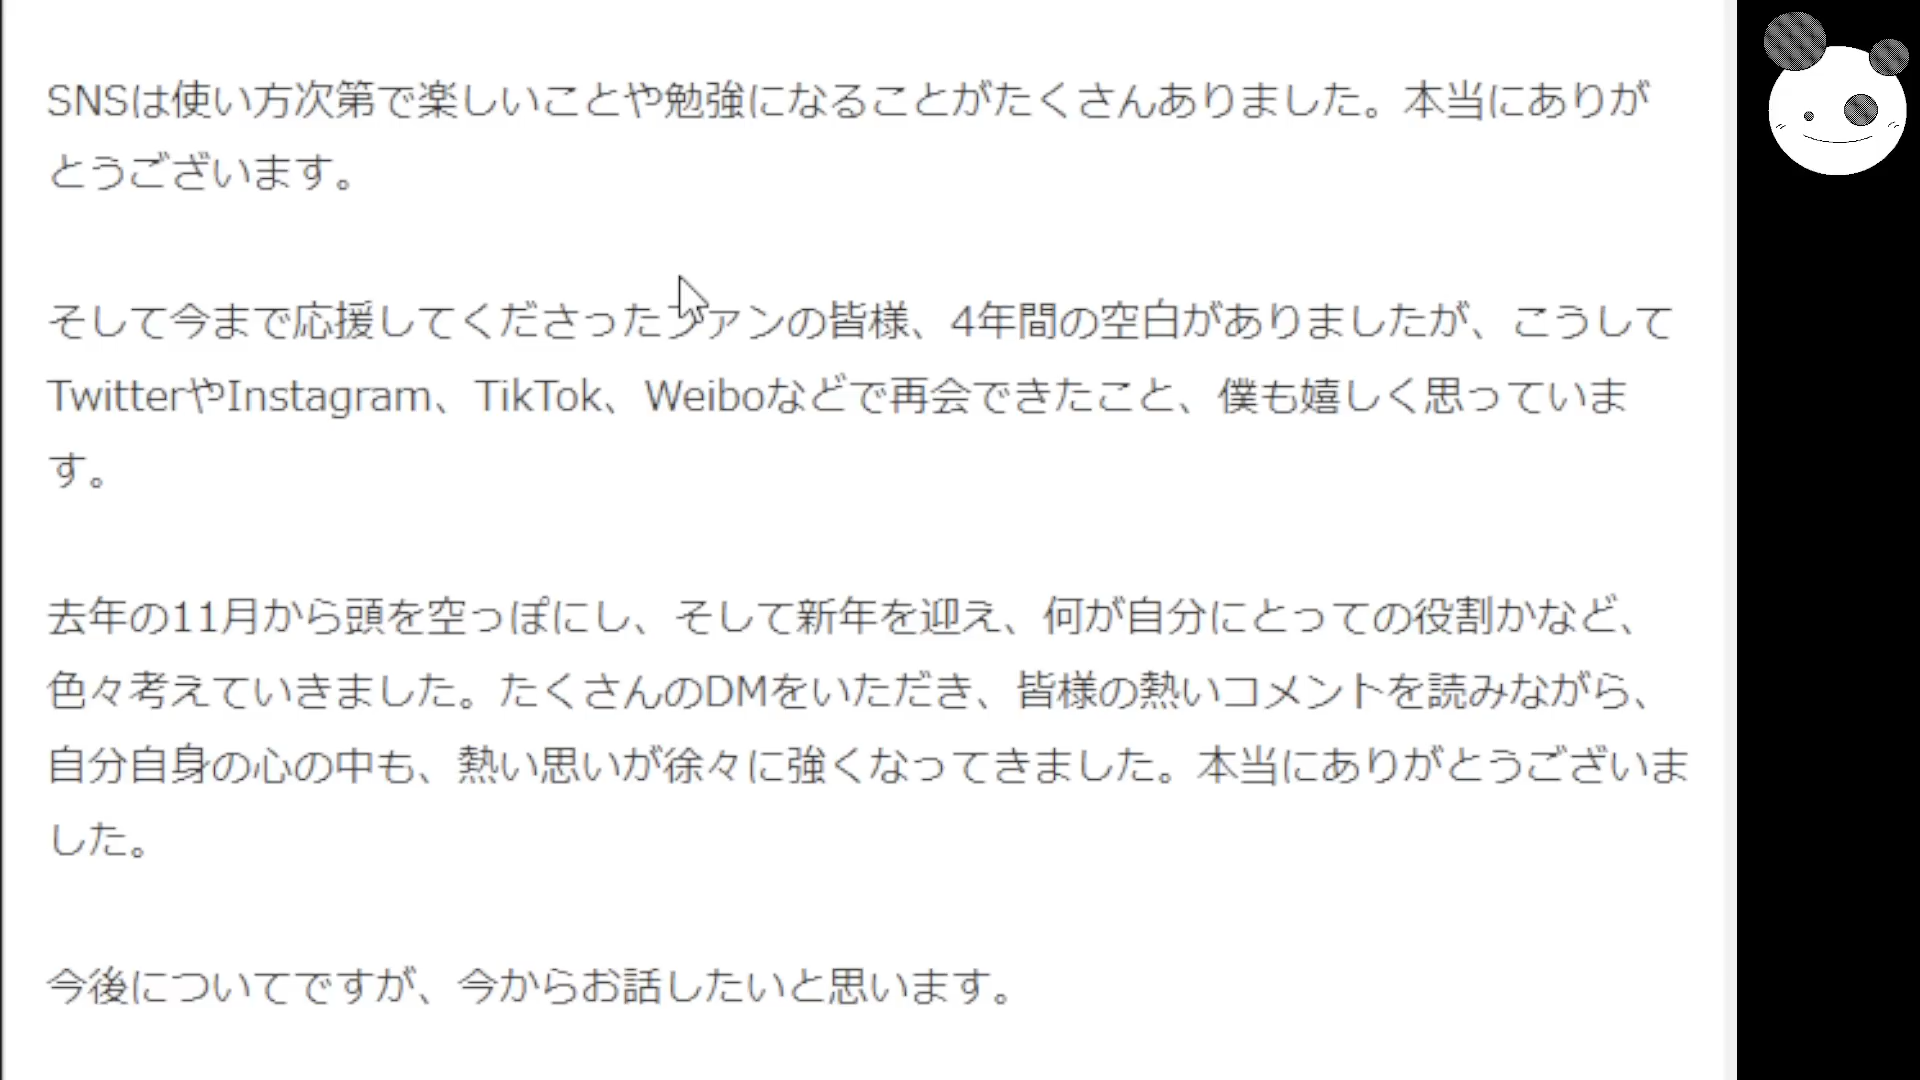 SNSは使い方次第で楽しいことや勉強になることがたくさんありました。本当にありが
とうございます。
そして今まで応援してくださったファンの皆様、4年間の空白がありましたが、こうして
TwitterやInstagram、TikTok、Weiboなどで再会できたこと、僕も嬉しく思っていま
す。
去年の11月から頭を空っぽにし、そして新年を迎え、何が自分にとっての役割かなど、
色々考えていきました。たくさんのDMをいただき、皆様の熱いコメントを読みながら、
自分自身の心の中も、熱い思いが徐々に強くなってきました。本当にありがとうございま
した。
今後についてですが、今からお話したいと思います。